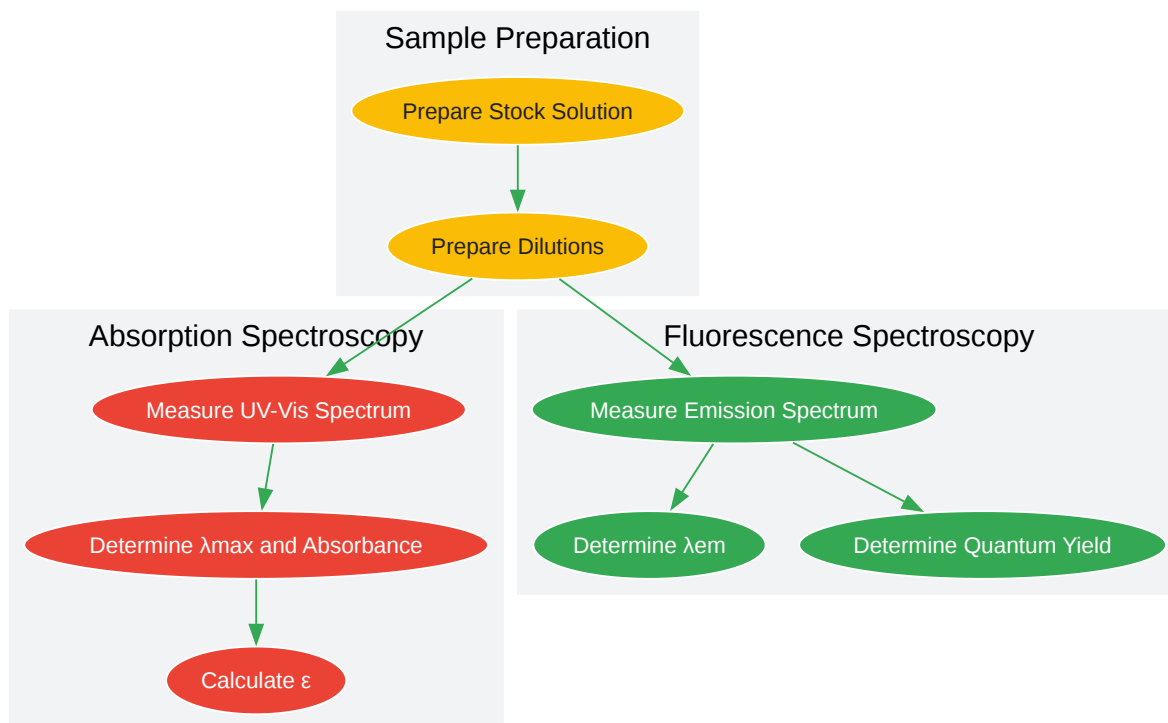 Sample Preparation
Prepare Stock Solution
Prepare Dilutions
Absorption Spectroscopy
Measure UV-Vis Spectrum
Determine λmax and Absorbance
Calculate ε
Fluorescence Spectroscopy
Measure Emission Spectrum
Determine λem
Determine Quantum Yield